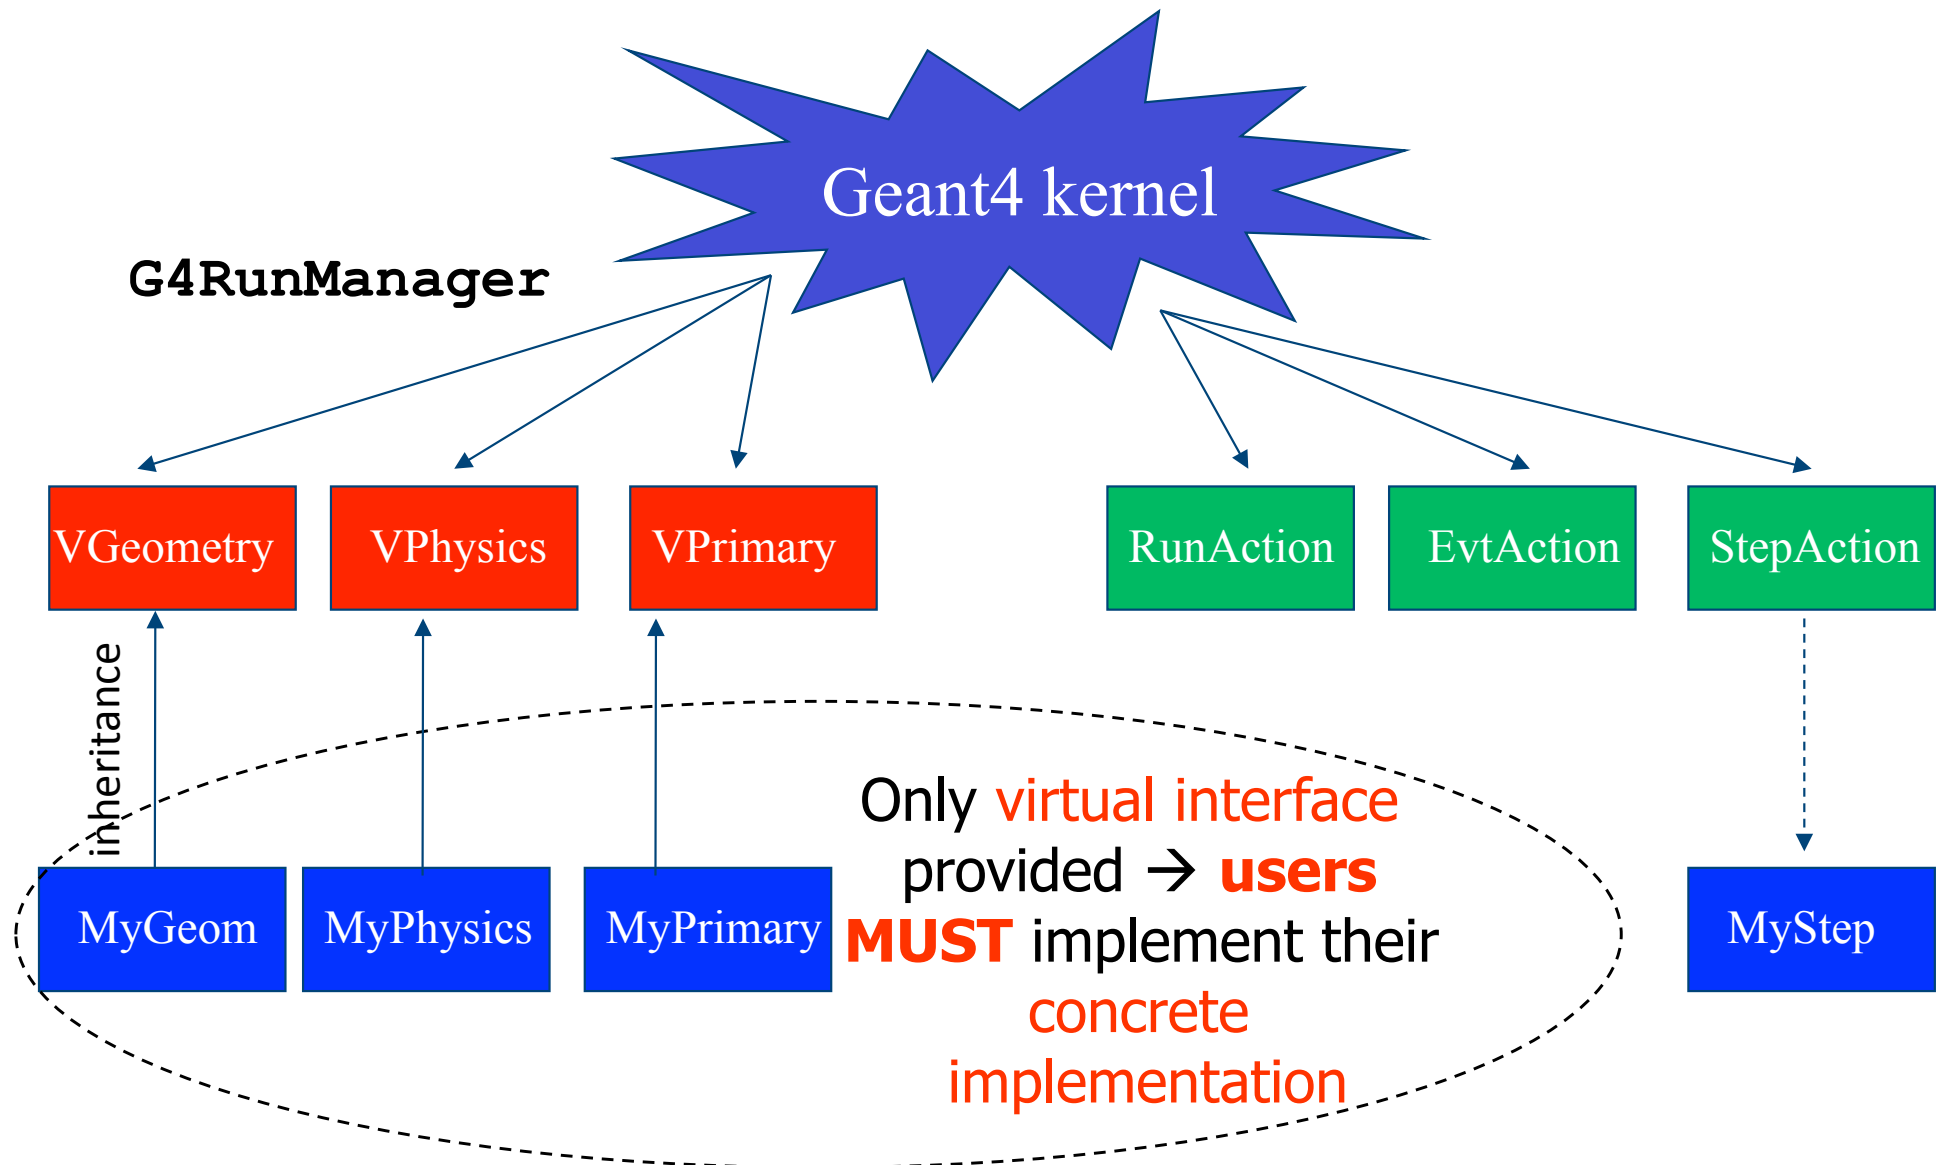 Geant4 kernel
G4RunManager
VGeometry
VPhysics
VPrimary
RunAction
EvtAction
StepAction
inheritance
Only virtual interface
provided → users
MUST implement their
concrete
implementation
MyGeom
MyPhysics
MyPrimary
MyStep